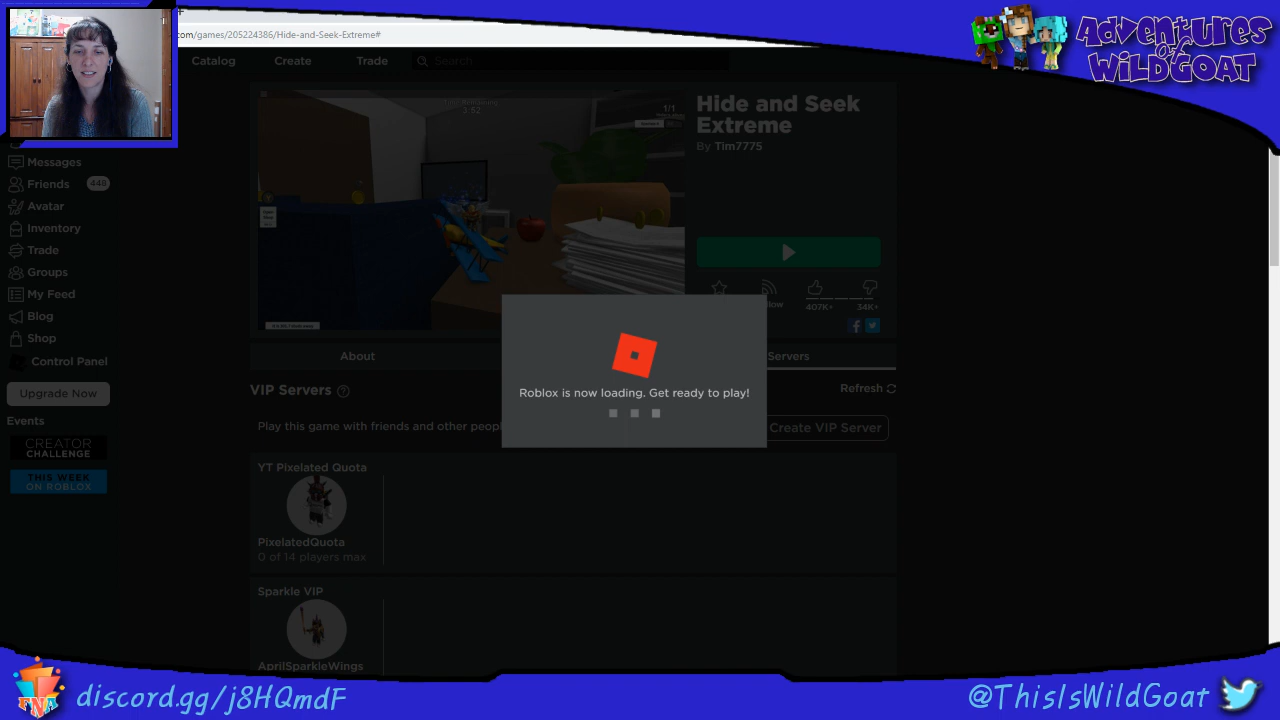 com/games/205224386/Hide-and-Seek-Extreme#
Adventures
of
WildGoat
Catalog
Create
Trade
Search
Messages
Friends
448
Avatar
Inventory
Trade
Groups
My Feed
Blog
Shop
Control Panel
Upgrade Now
Events
CREATOR
CHALLENGE
THIS WEEK
ON ROBLOX
1/1
Hide and Seek
Extreme
By Tim7775
407K+
34K+
About
Servers
Roblox is now loading. Get ready to play!
VIP Servers
Refresh
Play this game with friends and other peopl
Create VIP Server
YT Pixelated Quota
PixelatedQuota
0 of 14 players max
Sparkle VIP
AprilSparkleWings
FNA
discord.gg/j8HQmdF
@ThisIsWildGoat